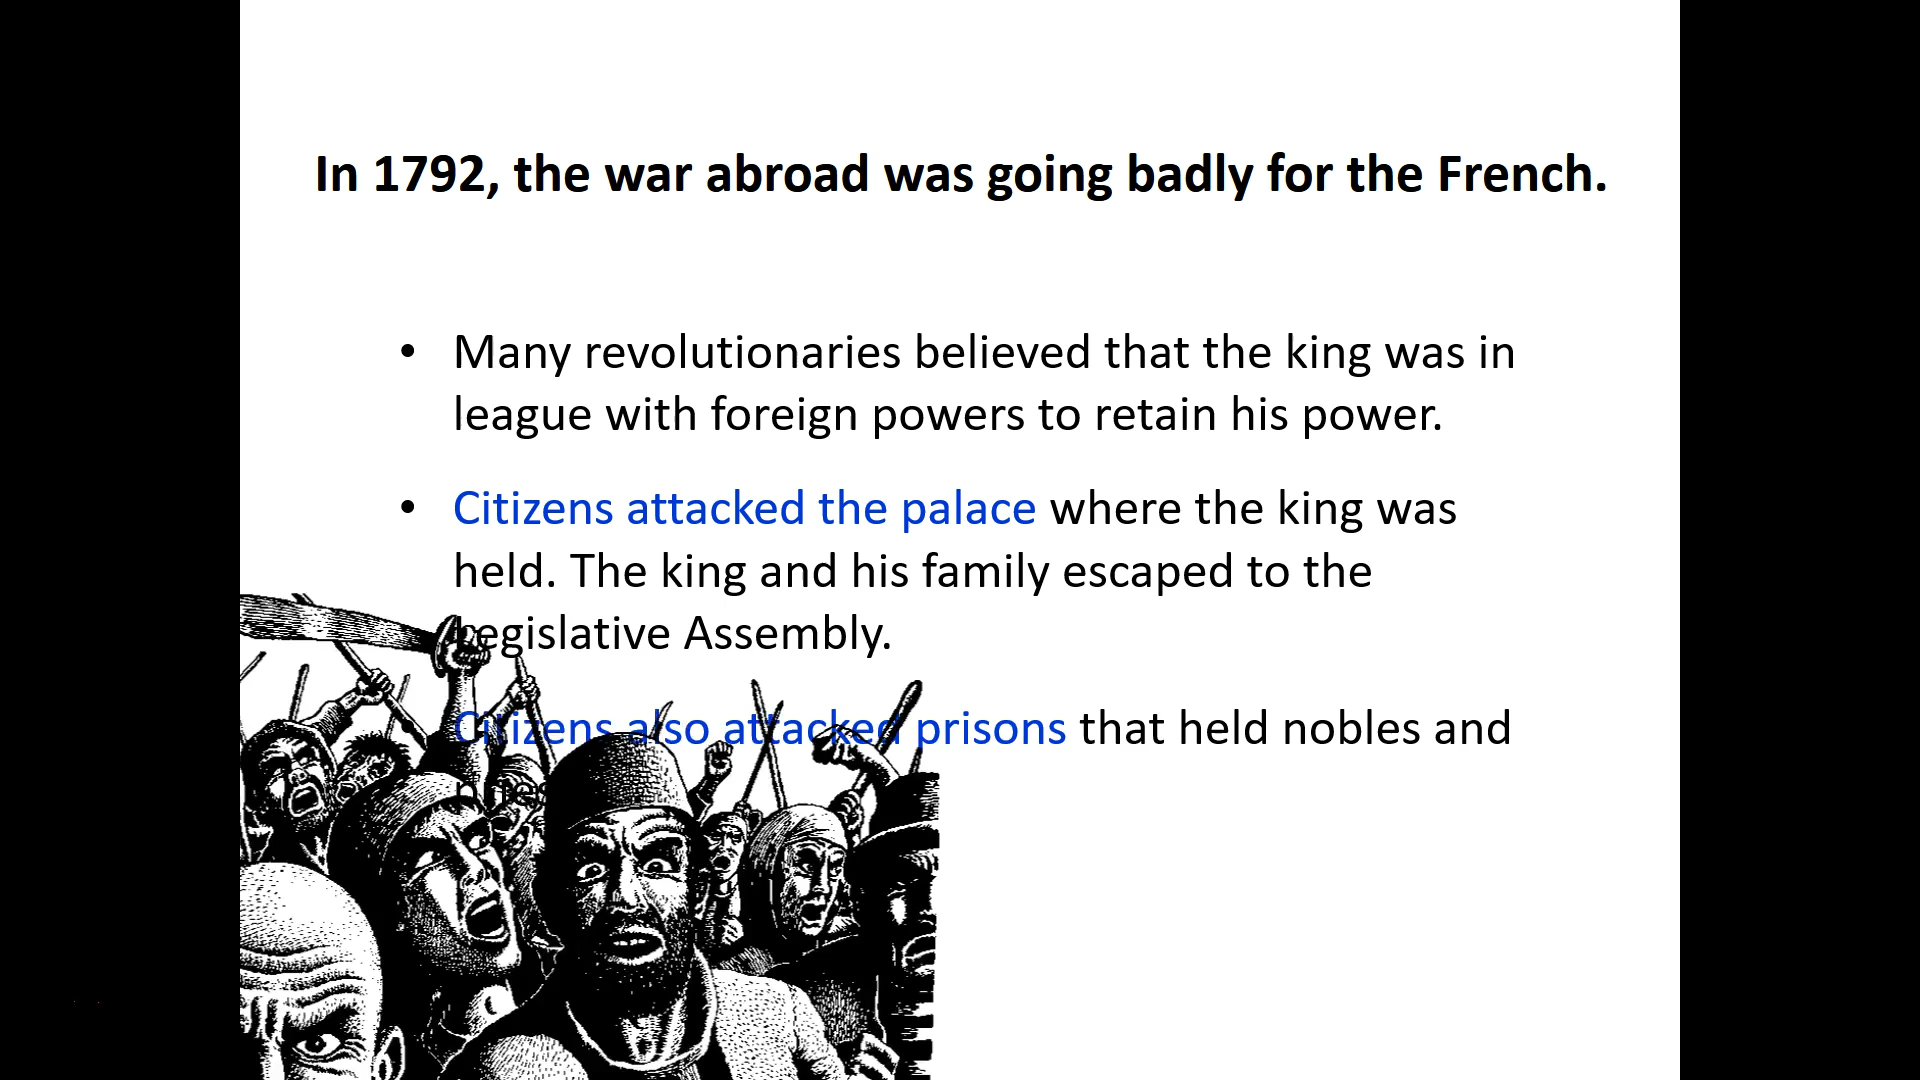 In 1792, the war abroad was going badly for the French.
• Many revolutionaries believed that the king was in
league with foreign powers to retain his power.
• Citizens attacked the palace where the king was
held. The king and his family escaped to the
Legislative Assembly.
Citizens also attacked prisons that held nobles and